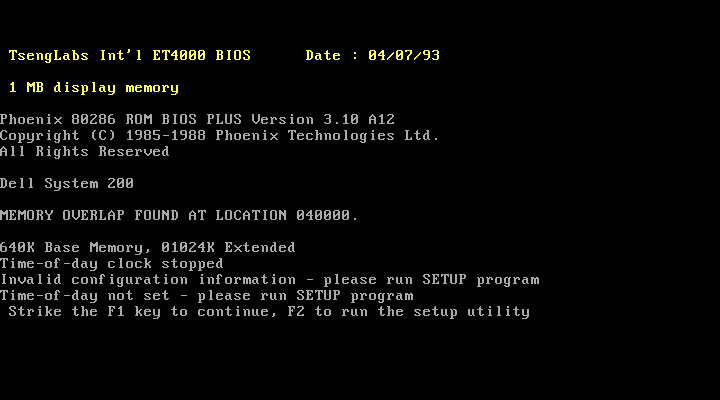 TsengLabs Int'l ET4000 BIOS Date : 04/07/93
1 MB display memory
Phoenix 80286 ROM BIOS PLUS Version 3.10 A12
Copyright (C) 1985-1988 Phoenix Technologies Ltd.
All Rights Reserved
Dell System 200
MEMORY OVERLAP FOUND AT LOCATION 040000.
640K Base Memory, 01024K Extended
Time-of-day clock stopped
Invalid configuration information - please run SETUP program
Time-of-day not set - please run SETUP program
Strike the F1 key to continue, F2 to run the setup utility